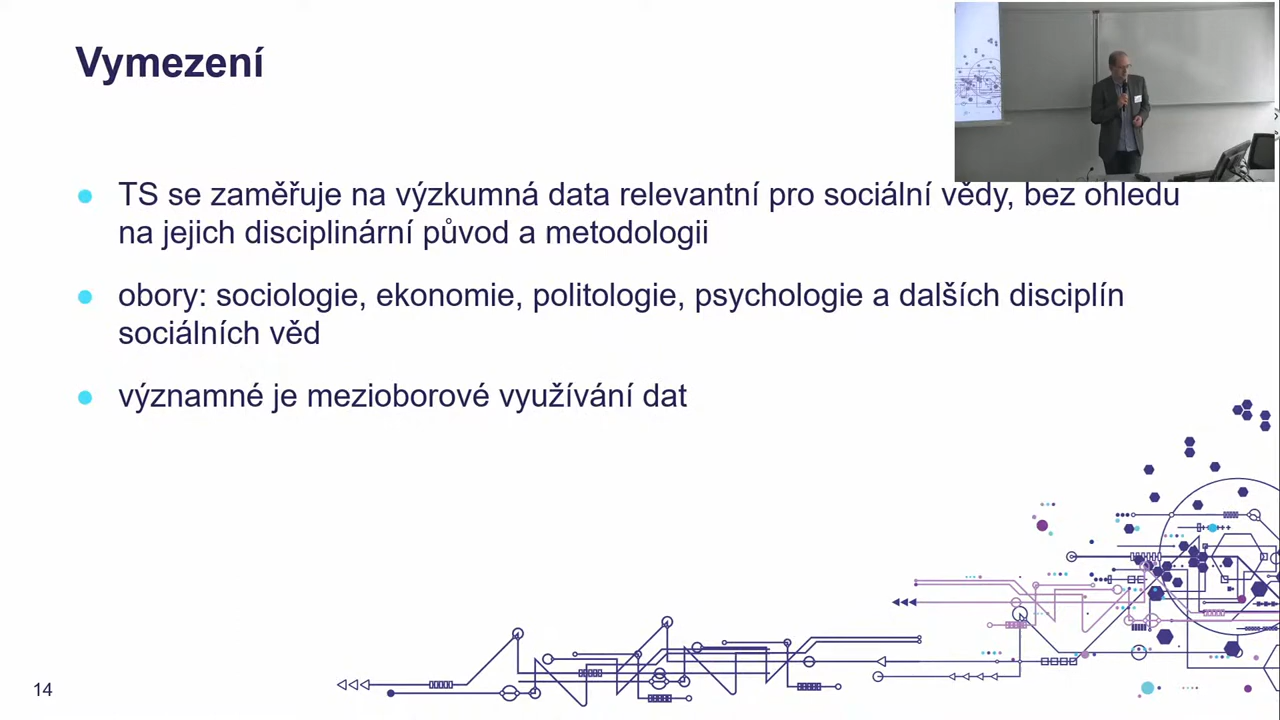 Vymezení
TS se zaměřuje na výzkumná data relevantní pro sociální vědy, bez ohledu
na jejich disciplinární původ a metodologii
obory: sociologie, ekonomie, politologie, psychologie a dalších disciplín
sociálních věd
významné je mezioborové využívání dat
14